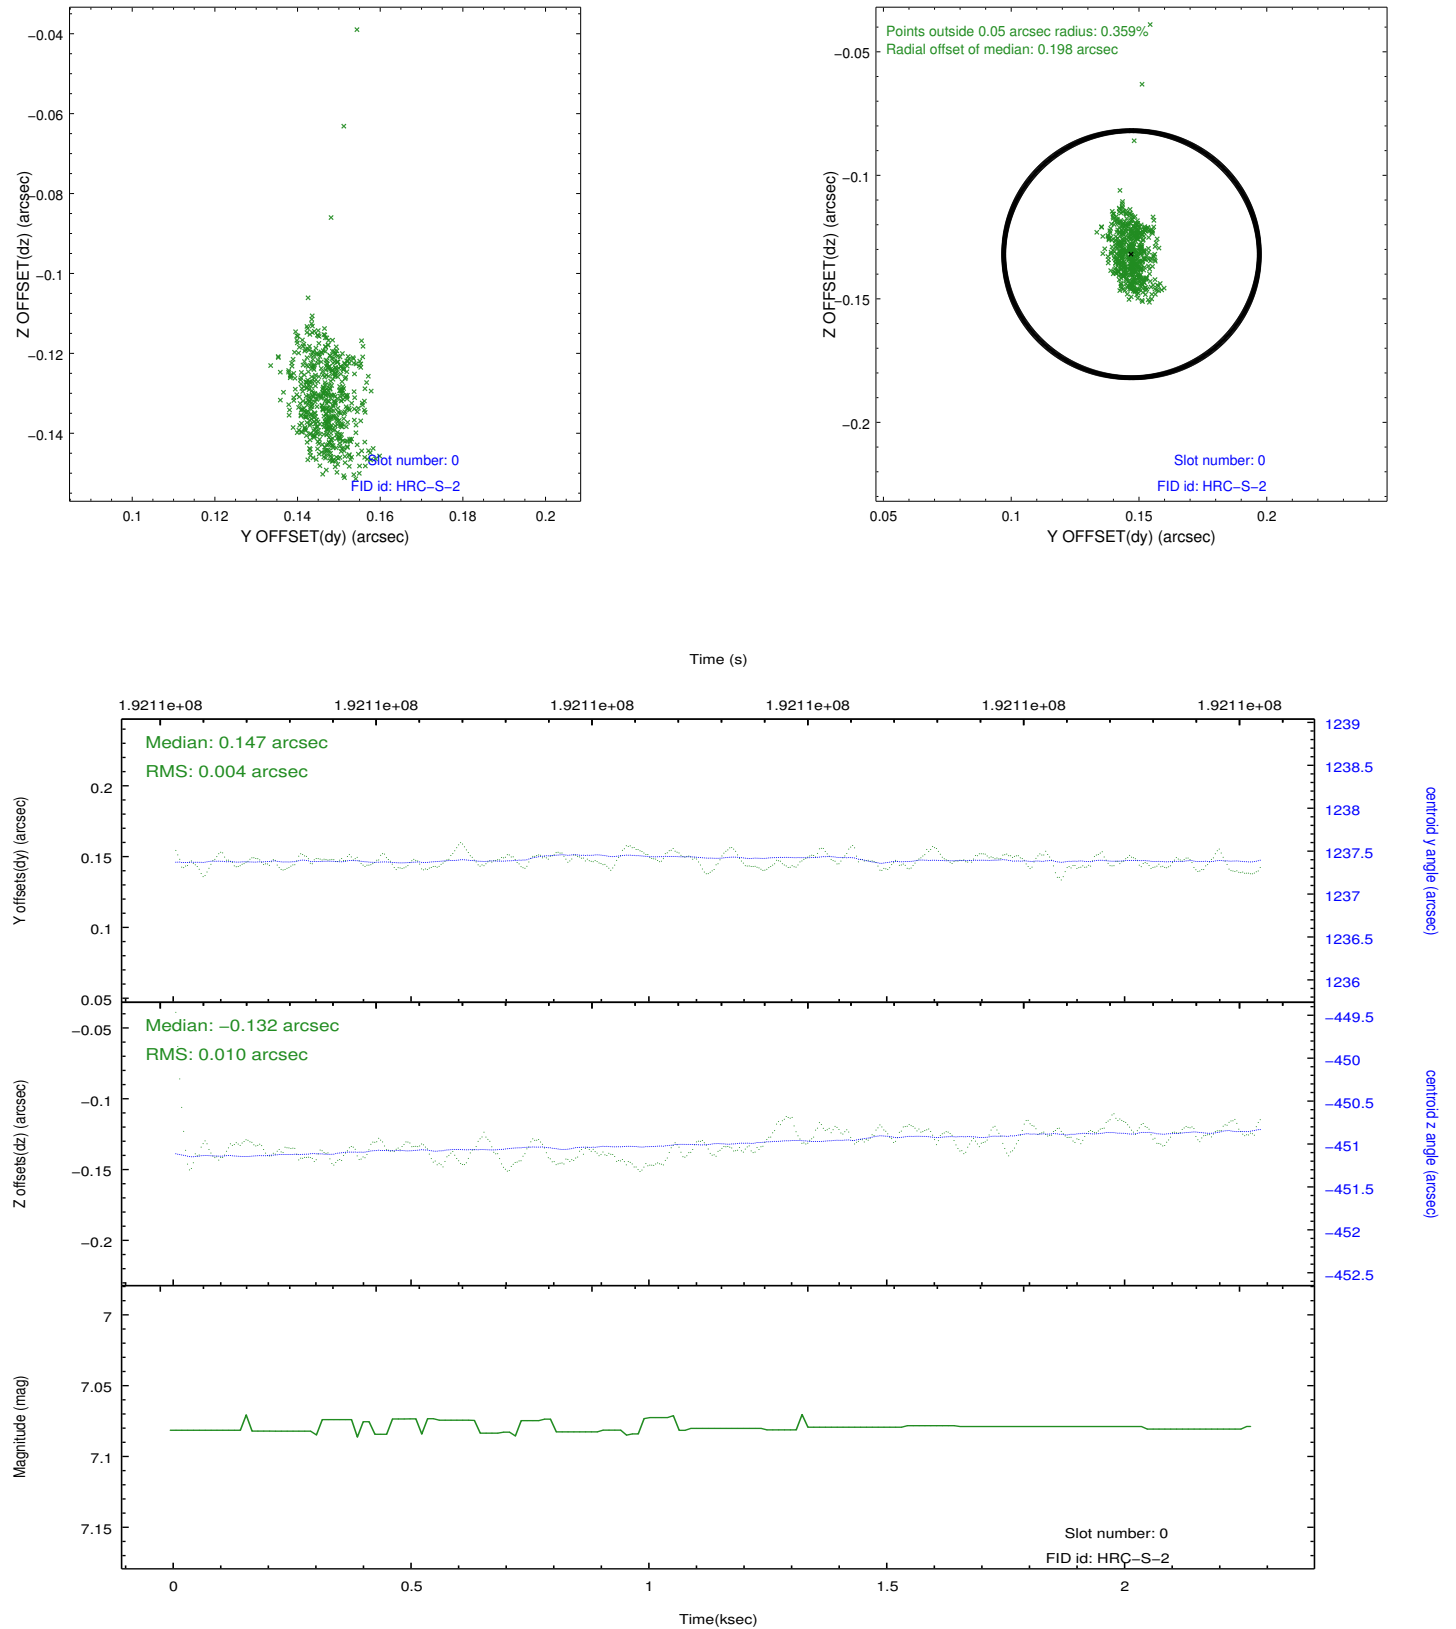 −0.04
−0.06
−0.08
−0.1
−0.12
−0.14
Z OFFSET(dz) (arcsec)
Slot number: 0
FID id: HRC−S−2
0.1 0.12 0.14 0.16 0.18 0.2
Y OFFSET(dy) (arcsec)
Points outside 0.05 arcsec radius: 0.359%
Radial offset of median: 0.198 arcsec
−0.05
−0.1
−0.15
−0.2
Z OFFSET(dz) (arcsec)
Slot number: 0
FID id: HRC−S−2
0.05 0.1 0.15 0.2
Y OFFSET(dy) (arcsec)
Time (s)
1.9211e+08 1.9211e+08 1.9211e+08 1.9211e+08 1.9211e+08 1.9211e+08
Median: 0.147 arcsec
RMS: 0.004 arcsec
0.2
0.15
0.1
0.05
Y offsets(dy) (arcsec)
1239
1238.5
1238
1237.5
1237
1236.5
1236
centroid y angle (arcsec)
Median: −0.132 arcsec
RMS: 0.010 arcsec
−0.05
−0.1
−0.15
−0.2
Z offsets(dz) (arcsec)
−449.5
−450
−450.5
−451
−451.5
−452
−452.5
centroid z angle (arcsec)
7
7.05
7.1
7.15
Magnitude (mag)
Slot number: 0
FID id: HRC−S−2
0 0.5 1 1.5 2
Time(ksec)